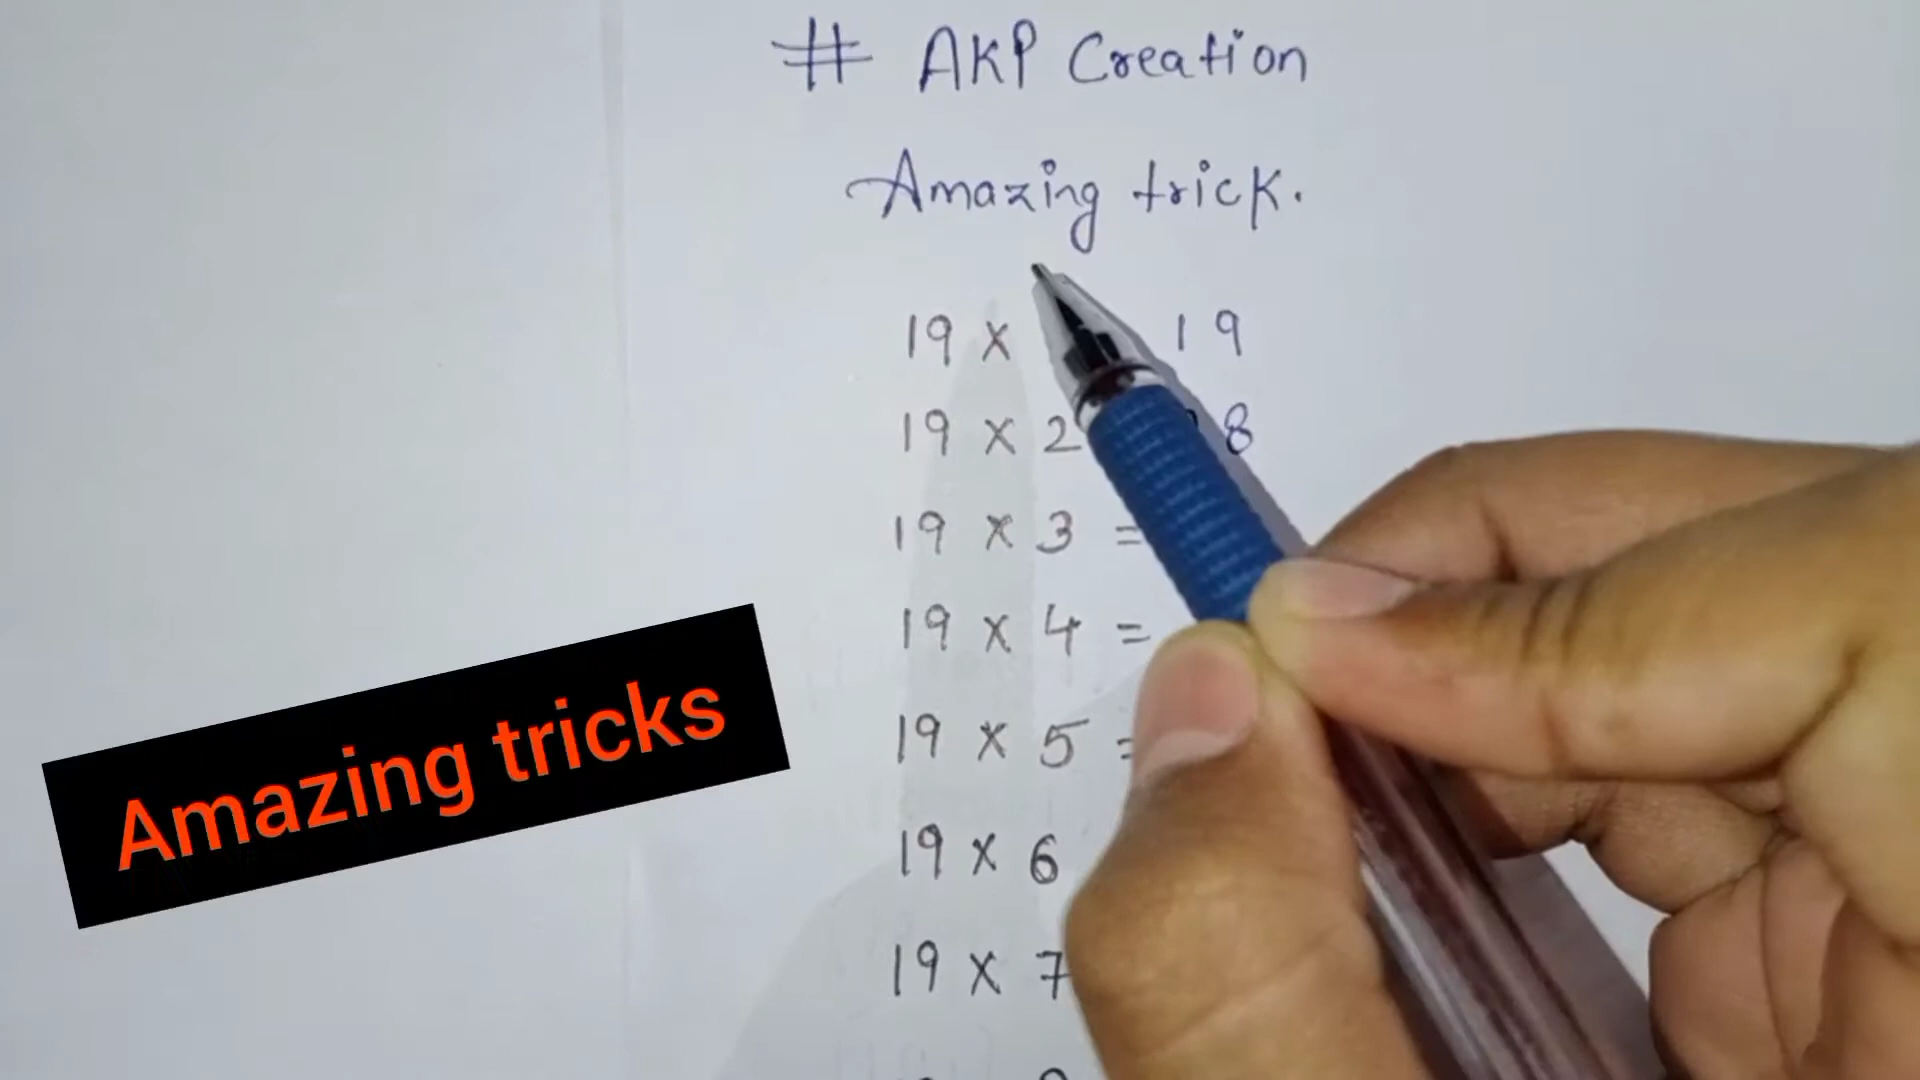 # AKP Creation
Amazing trick.
19 x 19
19 x 2 8
19 x 3 =
19 x 4 =
19 x 5 =
19 x 6
19 x 7
Amazing tricks